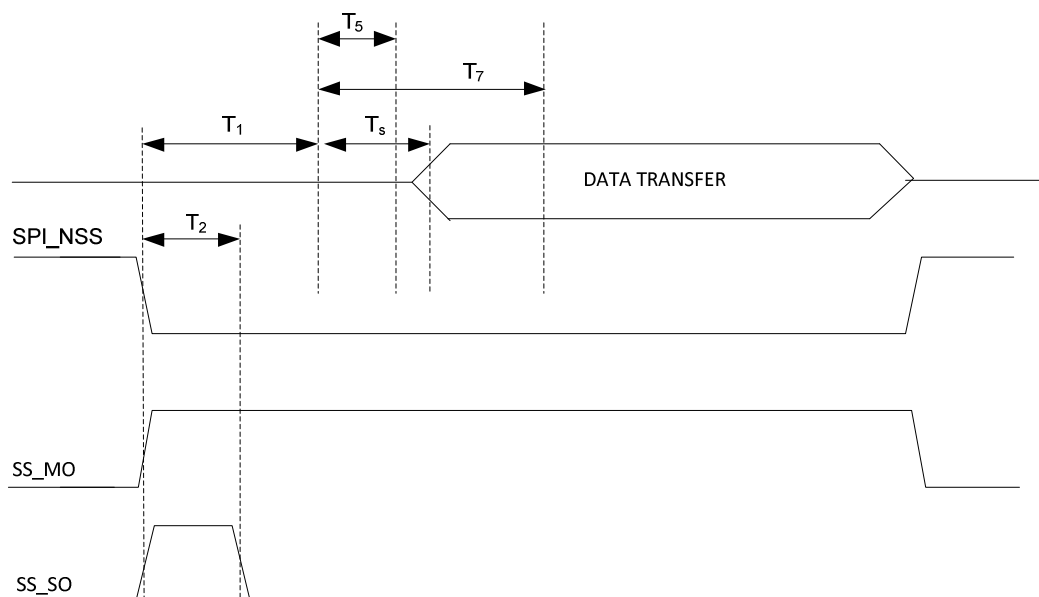 T5
T7
T1
Ts
DATA TRANSFER
T2
SPI_NSS
SS_MO
SS_SO